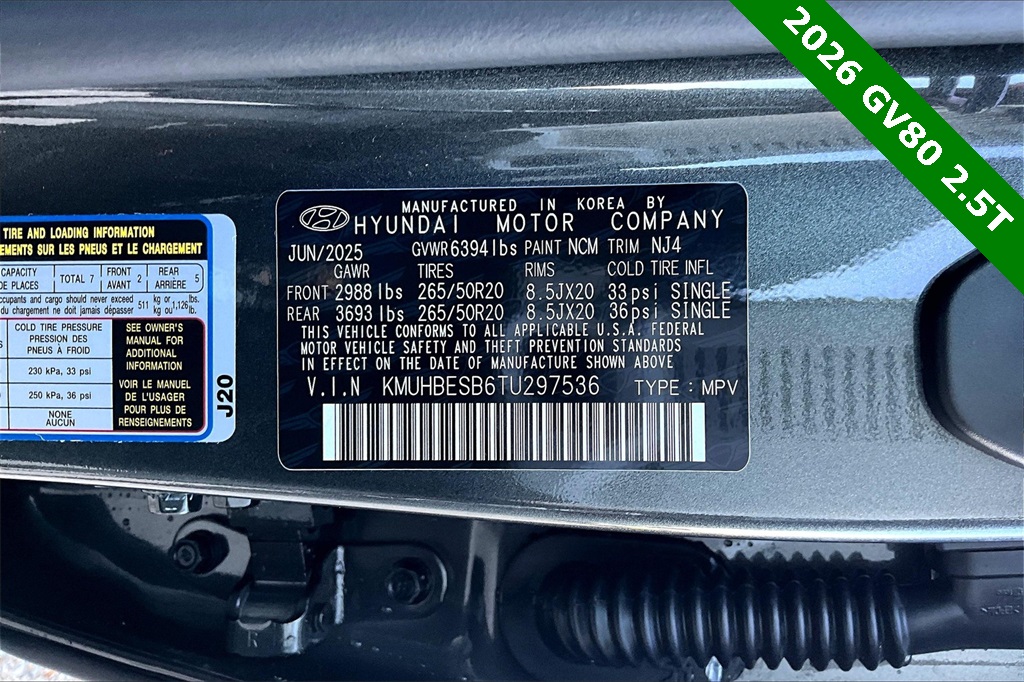 2026 GV80 2.5T
MANUFACTURED IN KOREA BY
HYUNDAI MOTOR COMPANY
JUN/2025 GVWR 6394 lbs PAINT NCM TRIM NJ4
GAWR TIRES RIMS COLD TIRE INFL
FRONT 2988 lbs 265/50R20 8.5JX20 33 psi SINGLE
REAR 3693 lbs 265/50R20 8.5JX20 36 psi SINGLE
THIS VEHICLE CONFORMS TO ALL APPLICABLE U.S.A. FEDERAL
MOTOR VEHICLE SAFETY AND THEFT PREVENTION STANDARDS
IN EFFECT ON THE DATE OF MANUFACTURE SHOWN ABOVE
V.I.N KMUHBESB6TU297536 TYPE : MPV
TIRE AND LOADING INFORMATION
SUR LES PNEUS ET LE CHARGEMENT
CAPACITY TOTAL 7 FRONT 2 REAR 5
DE PLACES AVANT ARRIÈRE
and cargo should never exceed 511 kg or 1,126 lbs.
du chargement ne doit jamais dépasser kg ou lb.
COLD TIRE PRESSURE
PRESSION DES
PNEUS À FROID
230 kPa, 33 psi
250 kPa, 36 psi
NONE
AUCUN
SEE OWNER'S
MANUAL FOR
ADDITIONAL
INFORMATION
VOIR LE MANUEL
DE L'USAGER
POUR PLUS DE
RENSEIGNEMENTS
J20